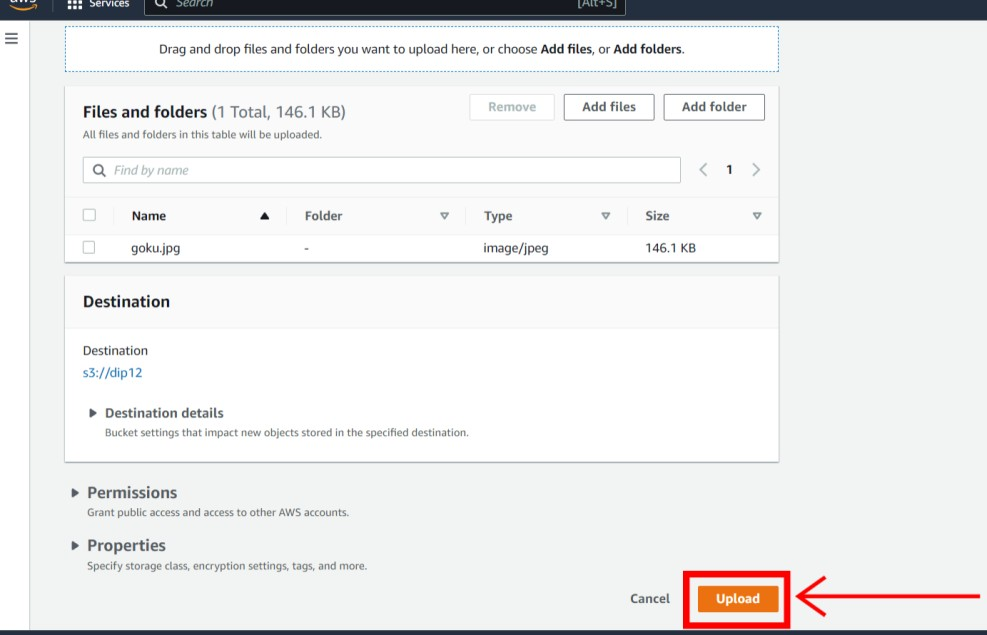 aws Services Search [Alt+S]
Drag and drop files and folders you want to upload here, or choose Add files, or Add folders.
Files and folders (1 Total, 146.1 KB) Remove Add files Add folder
All files and folders in this table will be uploaded.
Find by name 1
Name Folder Type Size
goku.jpg - image/jpeg 146.1 KB
Destination
Destination
s3://dip12
Destination details
Bucket settings that impact new objects stored in the specified destination.
Permissions
Grant public access and access to other AWS accounts.
Properties
Specify storage class, encryption settings, tags, and more.
Cancel Upload